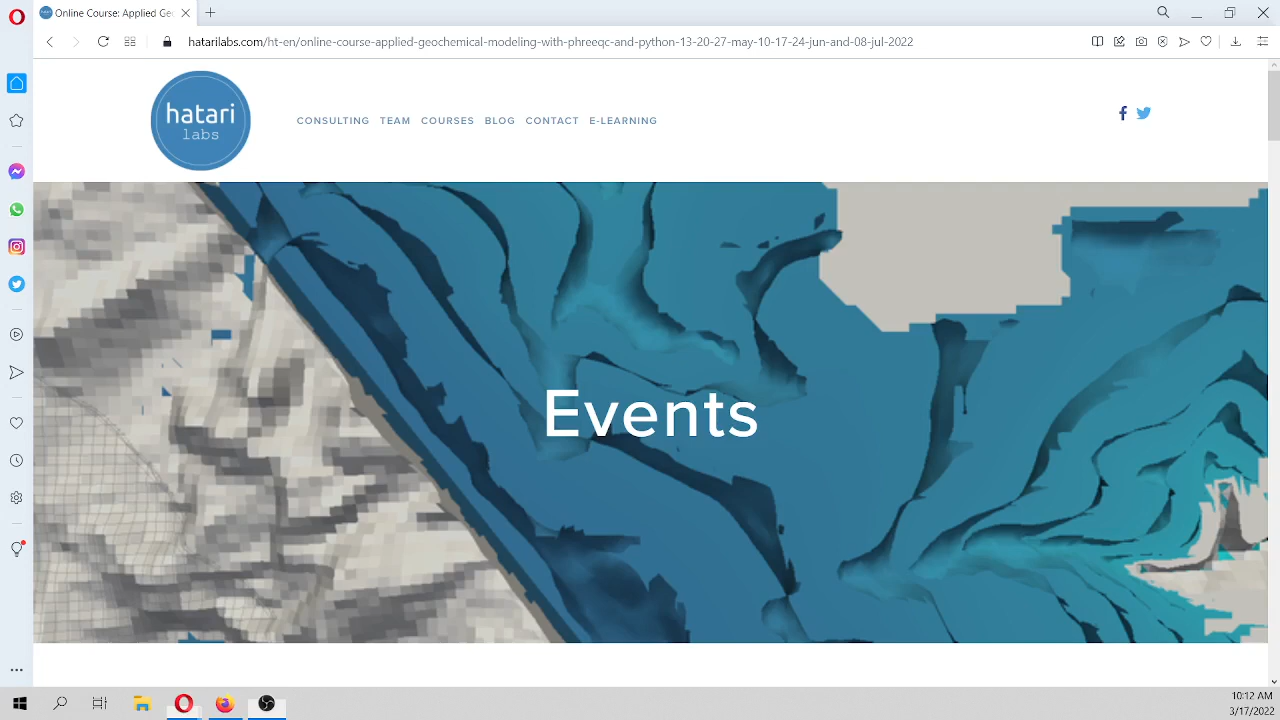 Online Course: Applied Ge
hatarilabs.com/ht-en/online-course-applied-geochemical-modeling-with-phreeqc-and-python-13-20-27-may-10-17-24-jun-and-08-jul-2022
hatari
labs
CONSULTING TEAM COURSES BLOG CONTACT E-LEARNING
Events
10:12 AM
3/17/2022